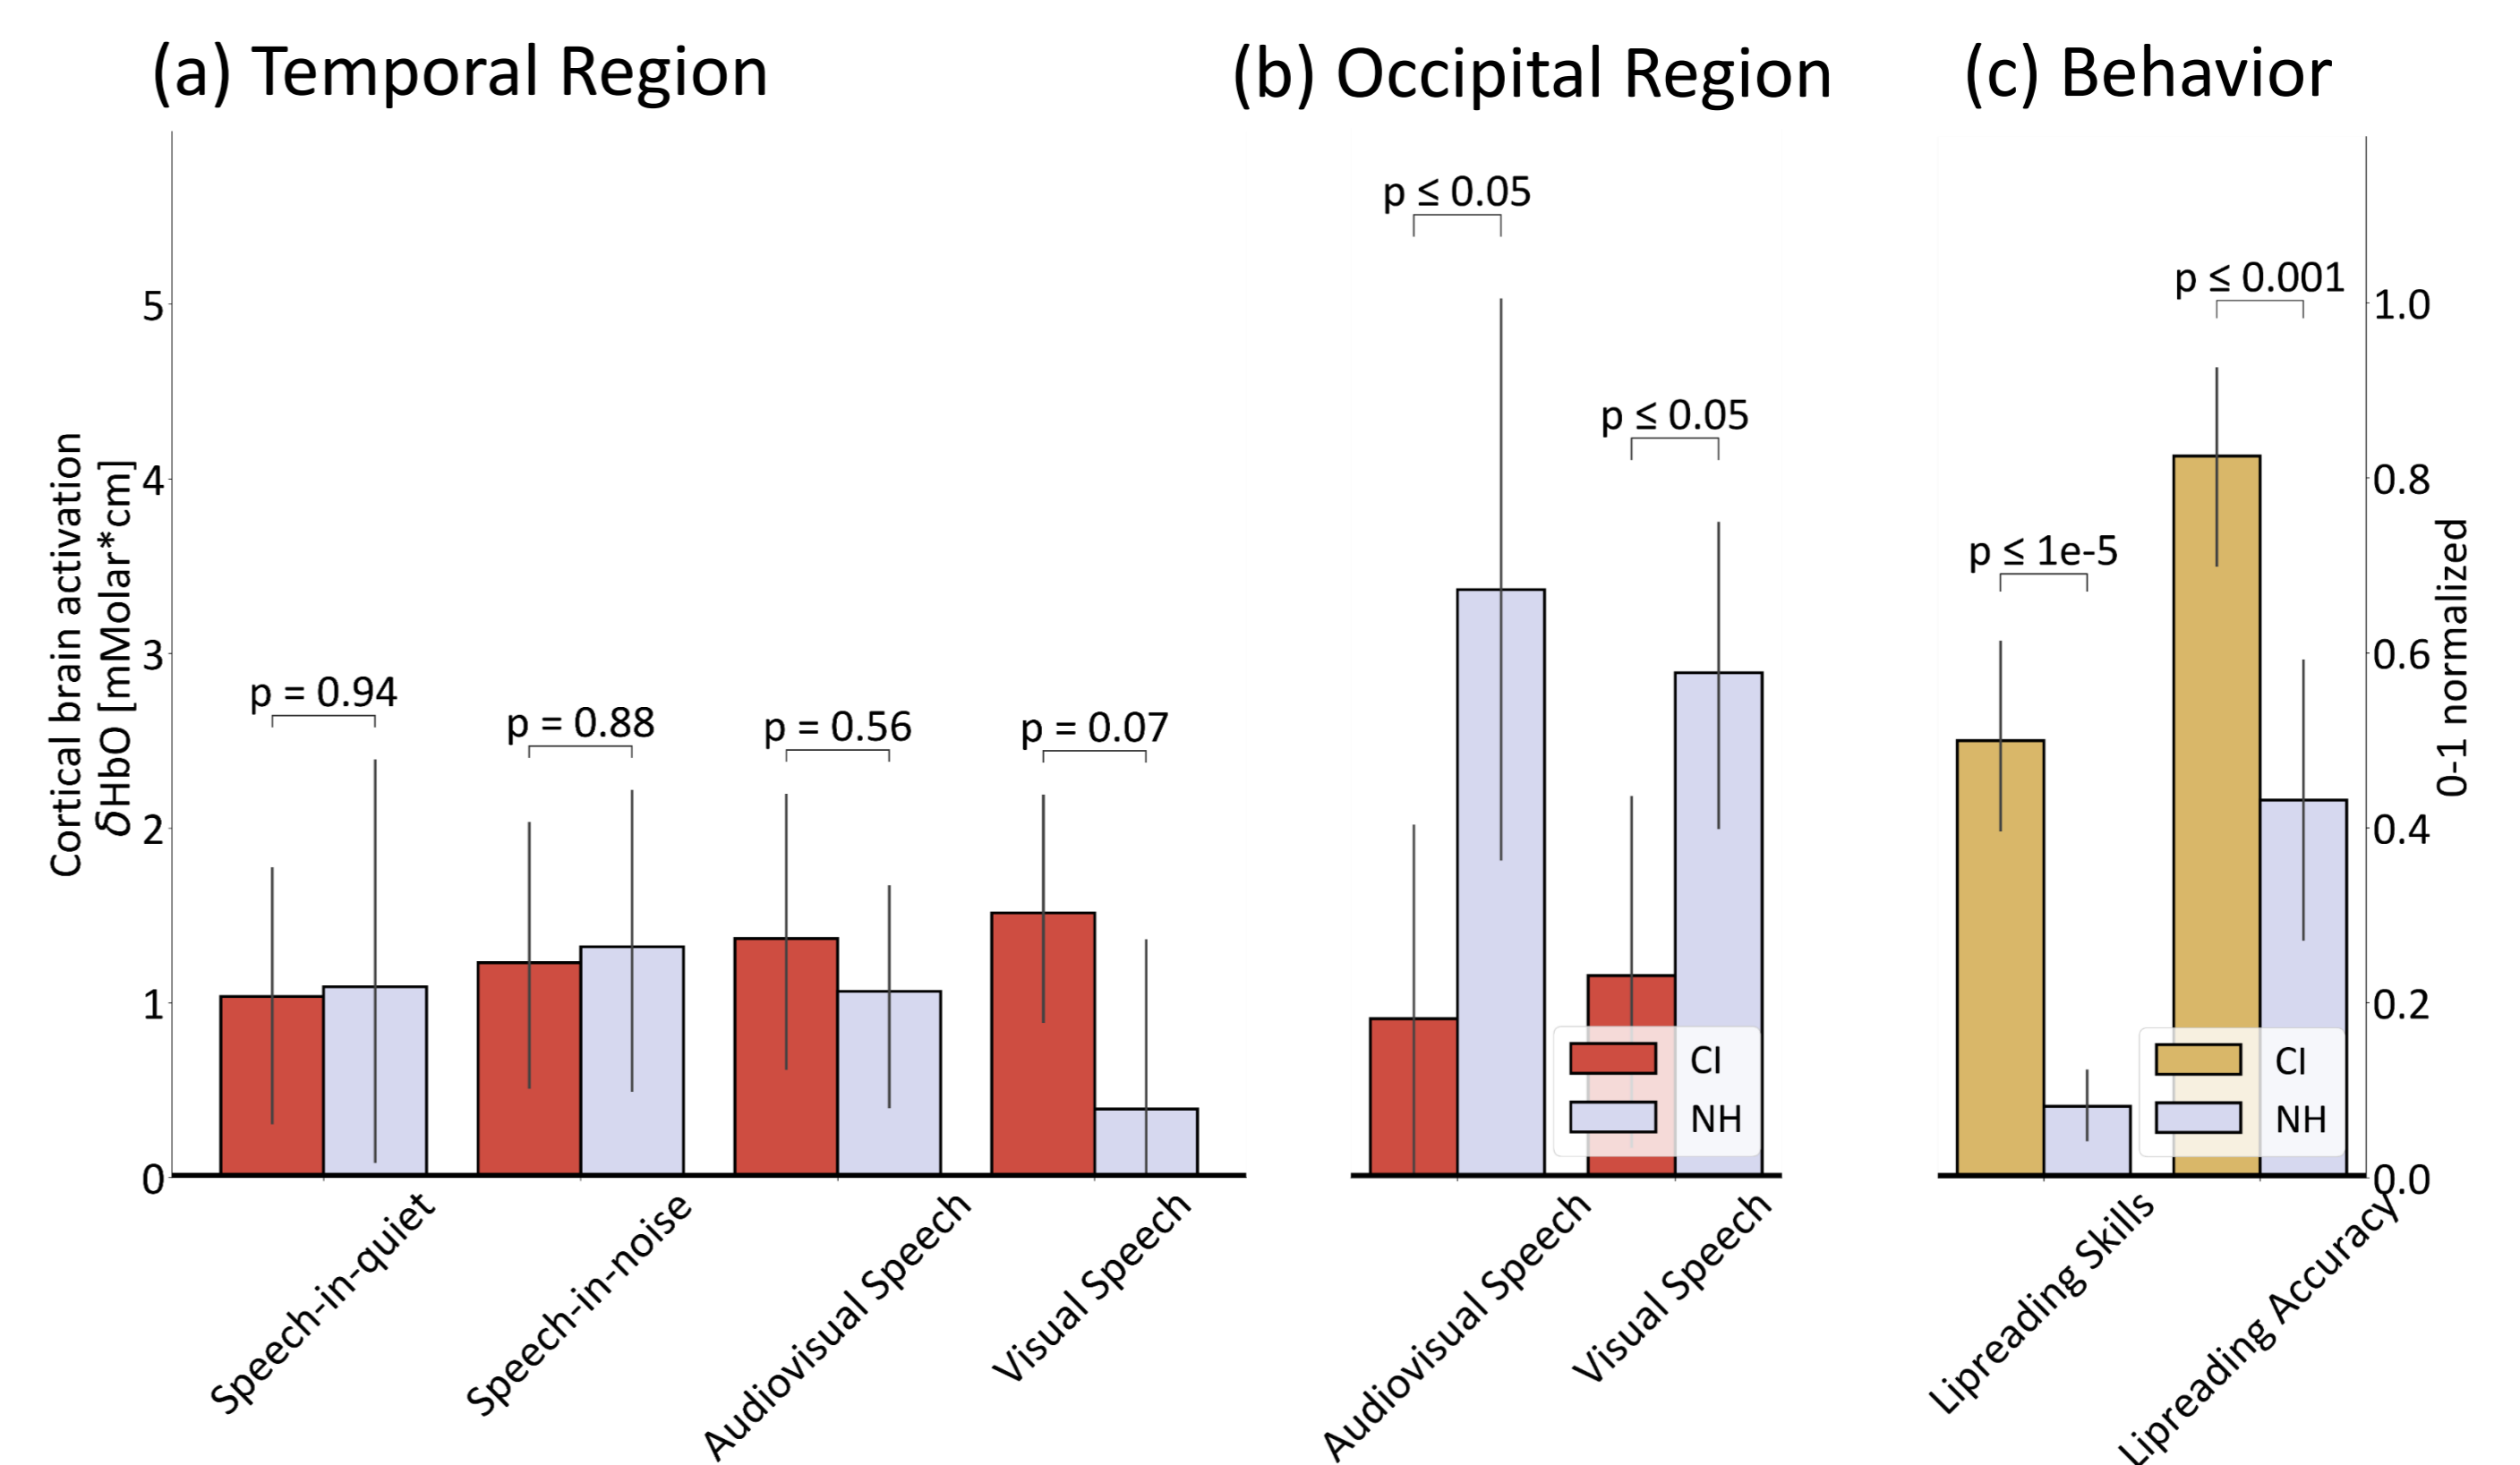 (a) Temporal Region
(b) Occipital Region
(c) Behavior
Cortical brain activation
δHbO [mMolar*cm]
5
4
3
2
1
0
p = 0.94
p = 0.88
p = 0.56
p = 0.07
Speech-in-quiet
Speech-in-noise
Audiovisual Speech
Visual Speech
p ≤ 0.05
p ≤ 0.05
CI
NH
Audiovisual Speech
Visual Speech
p ≤ 1e-5
p ≤ 0.001
CI
NH
Lipreading Skills
Lipreading Accuracy
1.0
0.8
0.6
0.4
0.2
0.0
0-1 normalized